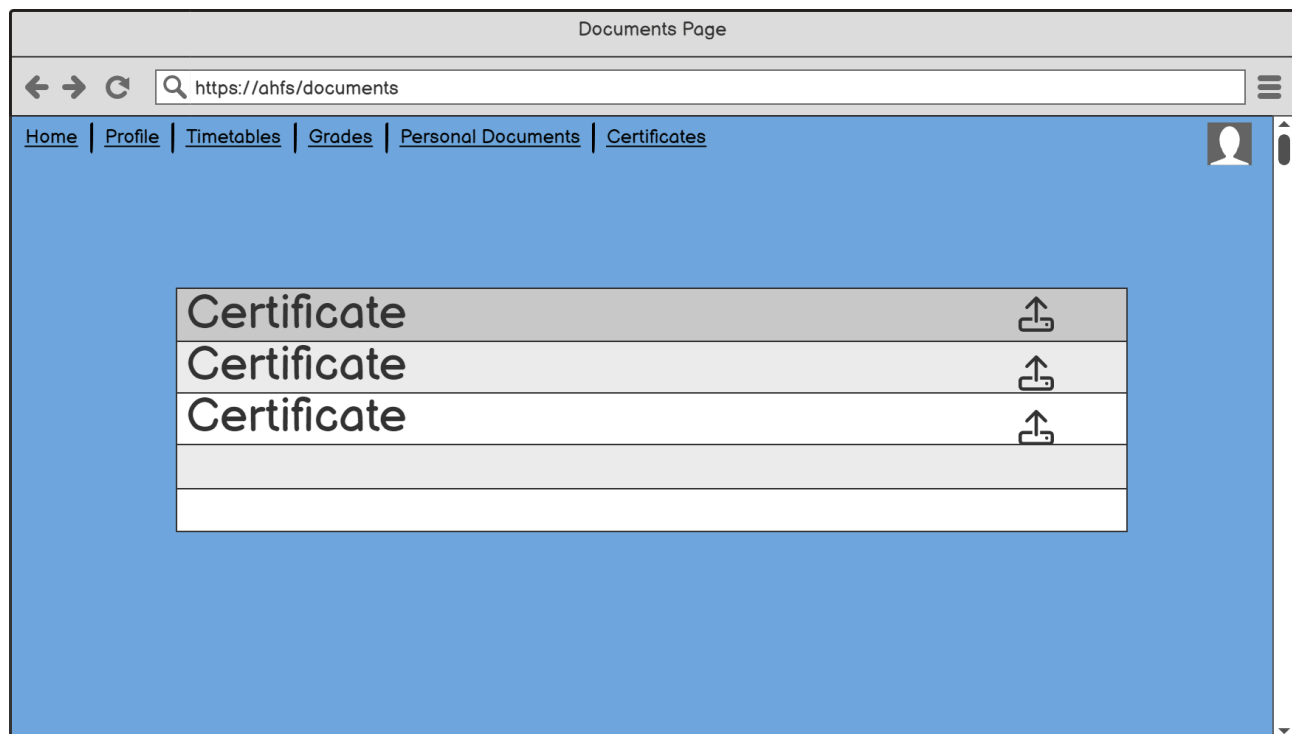 Documents Page
https://ahfs/documents
Home Profile Timetables Grades Personal Documents Certificates
Certificate
Certificate
Certificate